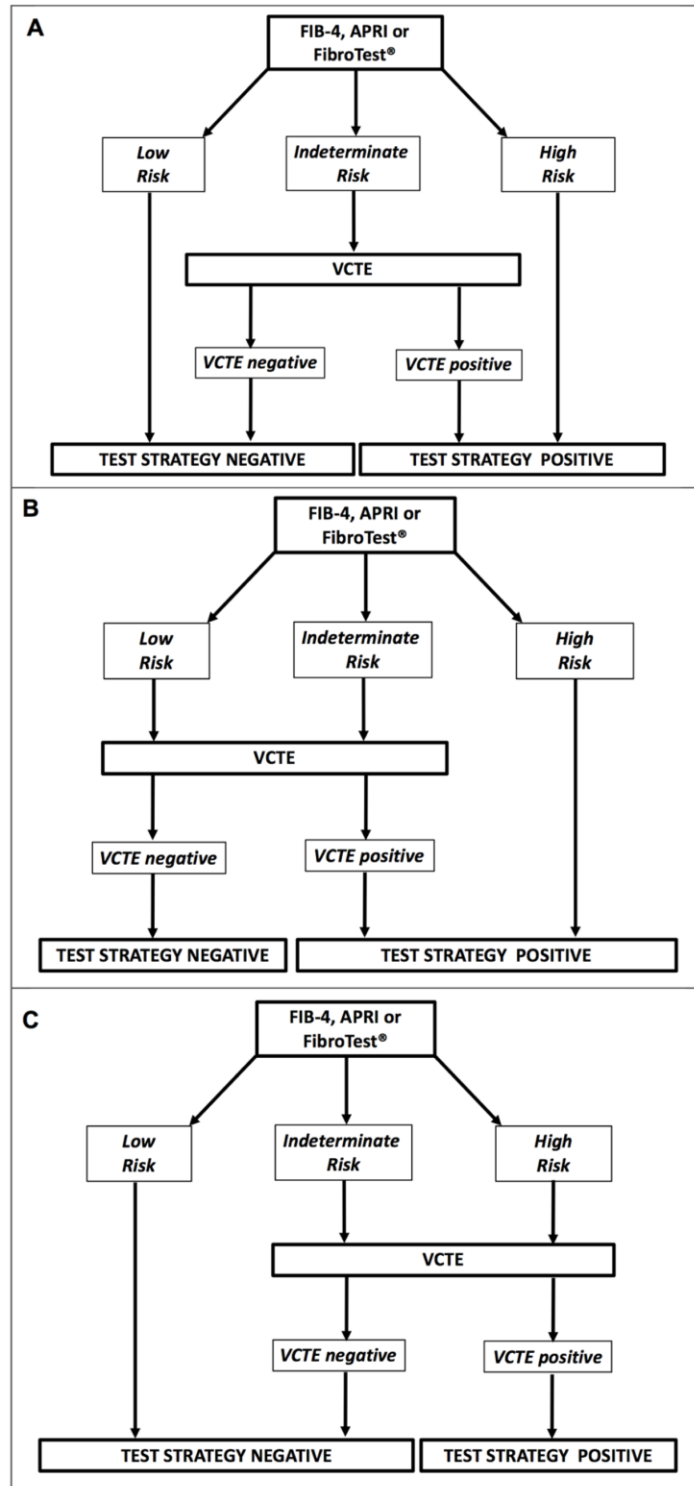 A
FIB-4, APRI or
FibroTest®
Low
Risk
Indeterminate
Risk
High
Risk
VCTE
VCTE negative
VCTE positive
TEST STRATEGY NEGATIVE
TEST STRATEGY POSITIVE
B
FIB-4, APRI or
FibroTest®
Low
Risk
Indeterminate
Risk
High
Risk
VCTE
VCTE negative
VCTE positive
TEST STRATEGY NEGATIVE
TEST STRATEGY POSITIVE
C
FIB-4, APRI or
FibroTest®
Low
Risk
Indeterminate
Risk
High
Risk
VCTE
VCTE negative
VCTE positive
TEST STRATEGY NEGATIVE
TEST STRATEGY POSITIVE